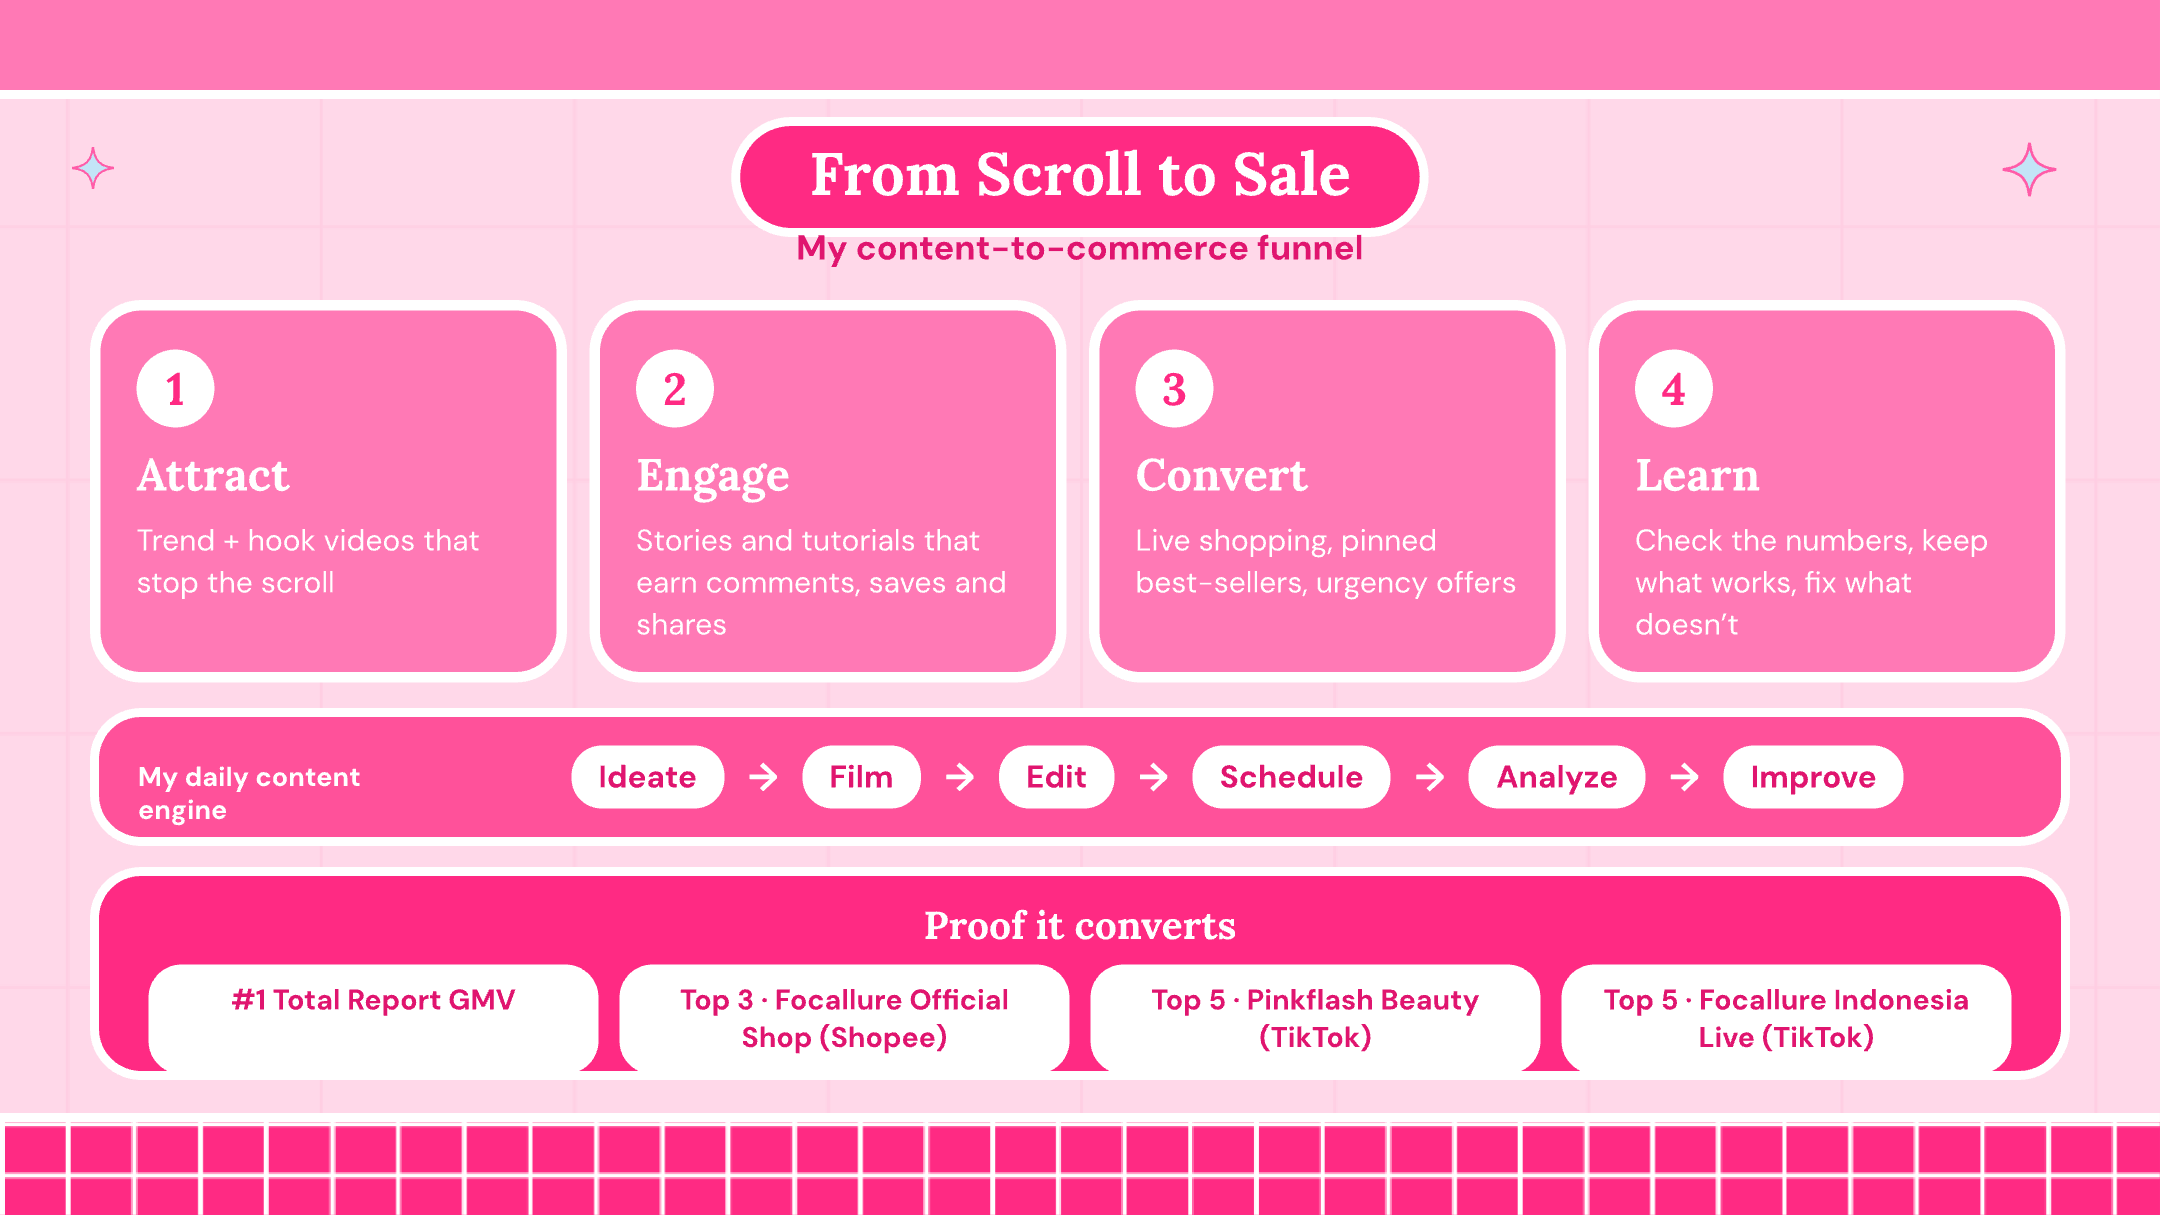 From Scroll to Sale
My content-to-commerce funnel
1
Attract
Trend + hook videos that
stop the scroll
2
Engage
Stories and tutorials that
earn comments, saves and
shares
3
Convert
Live shopping, pinned
best-sellers, urgency offers
4
Learn
Check the numbers, keep
what works, fix what
doesn’t
My daily content
engine
Ideate → Film → Edit → Schedule → Analyze → Improve
Proof it converts
#1 Total Report GMV
Top 3 · Focallure Official
Shop (Shopee)
Top 5 · Pinkflash Beauty
(TikTok)
Top 5 · Focallure Indonesia
Live (TikTok)